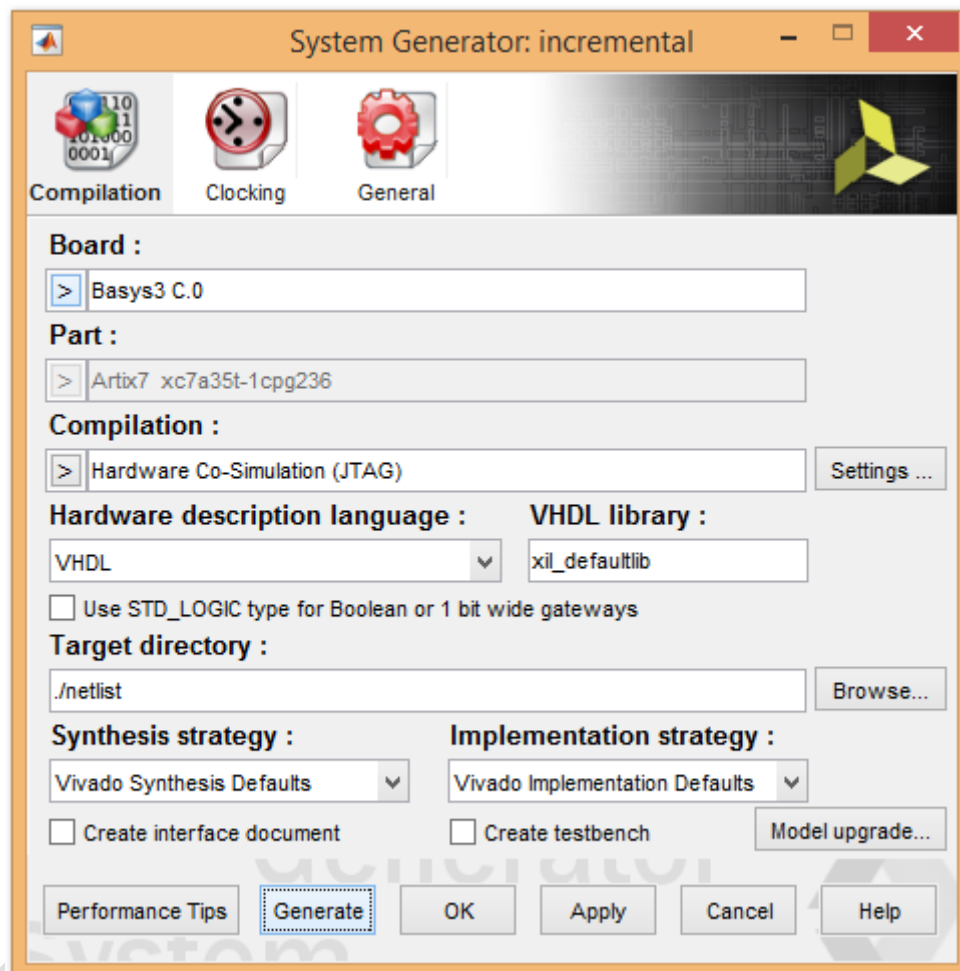 System Generator: incremental
Compilation Clocking General
Board :
> Basys3 C.0
Part :
> Artix7 xc7a35t-1cpg236
Compilation :
> Hardware Co-Simulation (JTAG) Settings ...
Hardware description language : VHDL library :
VHDL xil_defaultlib
Use STD_LOGIC type for Boolean or 1 bit wide gateways
Target directory :
./netlist Browse...
Synthesis strategy : Implementation strategy :
Vivado Synthesis Defaults Vivado Implementation Defaults
Create interface document Create testbench Model upgrade...
Performance Tips Generate OK Apply Cancel Help